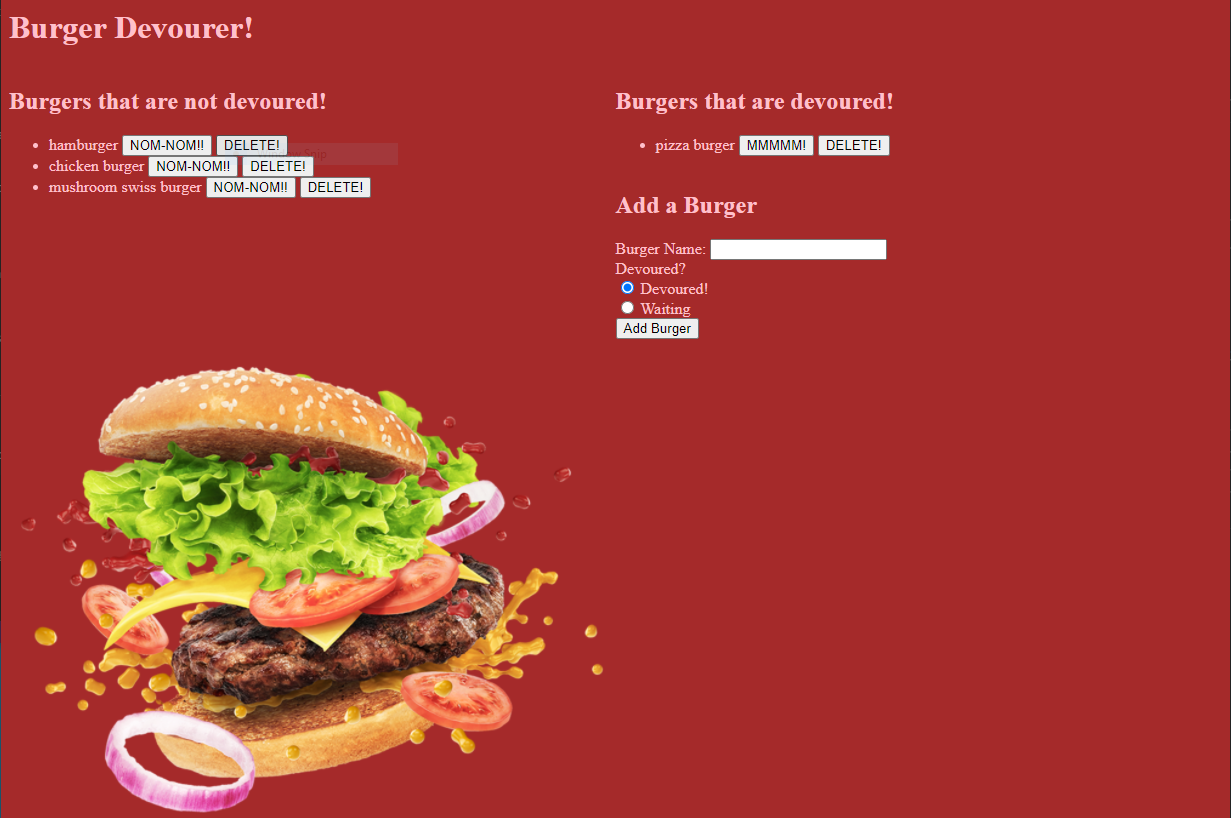 Burger Devourer!
Burgers that are not devoured!
hamburger NOM-NOM!! DELETE!
chicken burger NOM-NOM!! DELETE!
mushroom swiss burger NOM-NOM!! DELETE!
Burgers that are devoured!
pizza burger MMMMM! DELETE!
Add a Burger
Burger Name:
Devoured?
Devoured!
Waiting
Add Burger